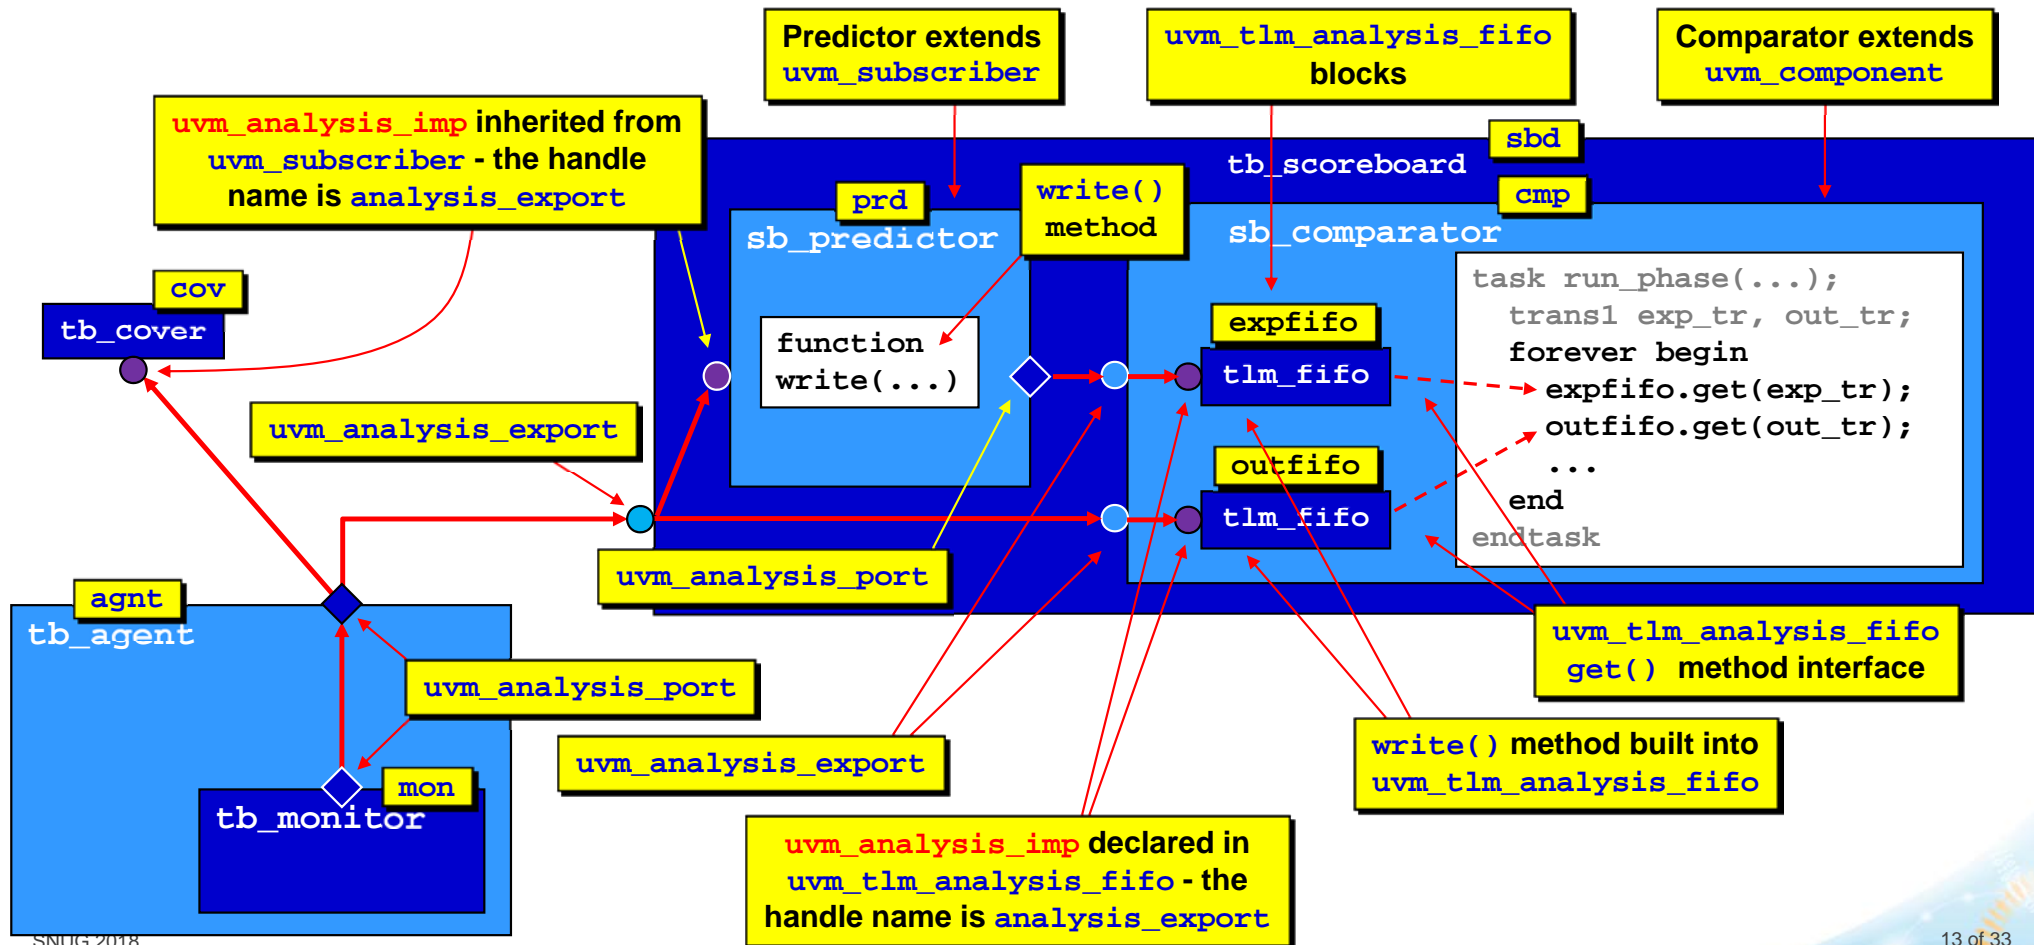 Predictor extends
uvm_subscriber
uvm_tlm_analysis_fifo
blocks
Comparator extends
uvm_component
uvm_analysis_imp inherited from
uvm_subscriber - the handle
name is analysis_export
sbd
tb_scoreboard
prd
sb_predictor
write()
method
cmp
sb_comparator
cov
tb_cover
function
write(...)
expfifo
tlm_fifo
outfifo
tlm_fifo
task run_phase(...);
trans1 exp_tr, out_tr;
forever begin
expfifo.get(exp_tr);
outfifo.get(out_tr);
...
end
endtask
uvm_analysis_export
uvm_analysis_port
agnt
tb_agent
uvm_analysis_port
mon
tb_monitor
uvm_analysis_export
uvm_tlm_analysis_fifo
get() method interface
write() method built into
uvm_tlm_analysis_fifo
uvm_analysis_imp declared in
uvm_tlm_analysis_fifo - the
handle name is analysis_export
SNUG 2018
13 of 33